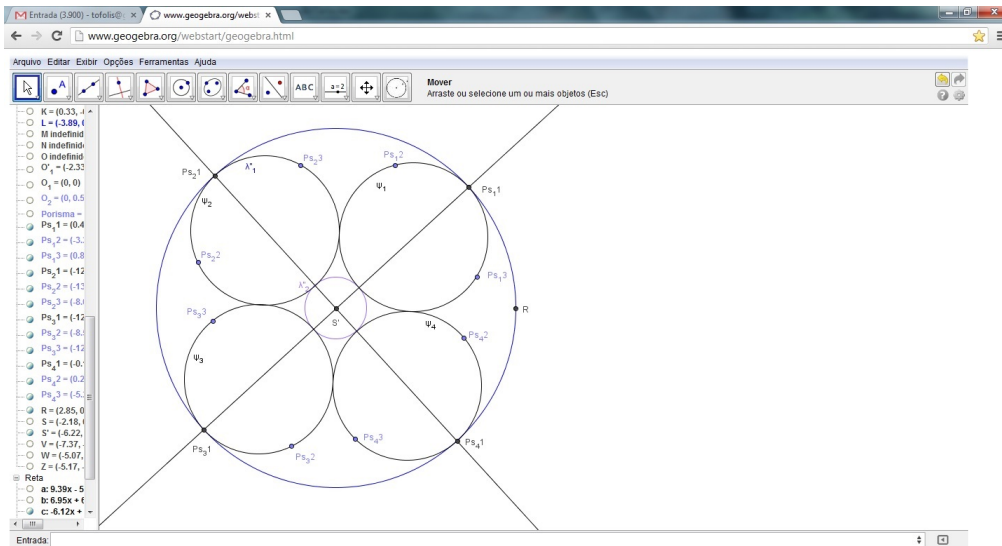 Entrada (3.900) - tofolis@
www.geogebra.org/webst
www.geogebra.org/webstart/geogebra.html
Arquivo Editar Exibir Opções Ferramentas Ajuda
A
ABC
a=2
Mover
Arraste ou selecione um ou mais objetos (Esc)
K = (0.33,
L = (-3.89,
M indefinid
N indefinid
O indefinid
O'₁ = (-2.33
O₁ = (0, 0)
O₂ = (0, 0.5
Porisma =
Ps₁1 = (0.4
Ps₁2 = (-3.
Ps₁3 = (0.8
Ps₂1 = (-12
Ps₂2 = (-13
Ps₂3 = (-8.
Ps₃1 = (-12
Ps₃2 = (-8.
Ps₃3 = (-12
Ps₄1 = (-0.
Ps₄2 = (0.2
Ps₄3 = (-5.
R = (2.85, 0
S = (-2.18,
S' = (-6.22,
V = (-7.37,
W = (-5.07,
Z = (-5.17,
Reta
a: 9.39x - 5
b: 6.95x + 6
c: -6.12x +
Ps₂3
Ps₁2
Ps₂1
λ"₁
ψ₁
Ps₁1
ψ₂
Ps₂2
Ps₁3
λ"₂
Ps₃3
S'
ψ₄
R
Ps₄2
ψ₃
Ps₄3
Ps₃1
Ps₃2
Ps₄1
Entrada: